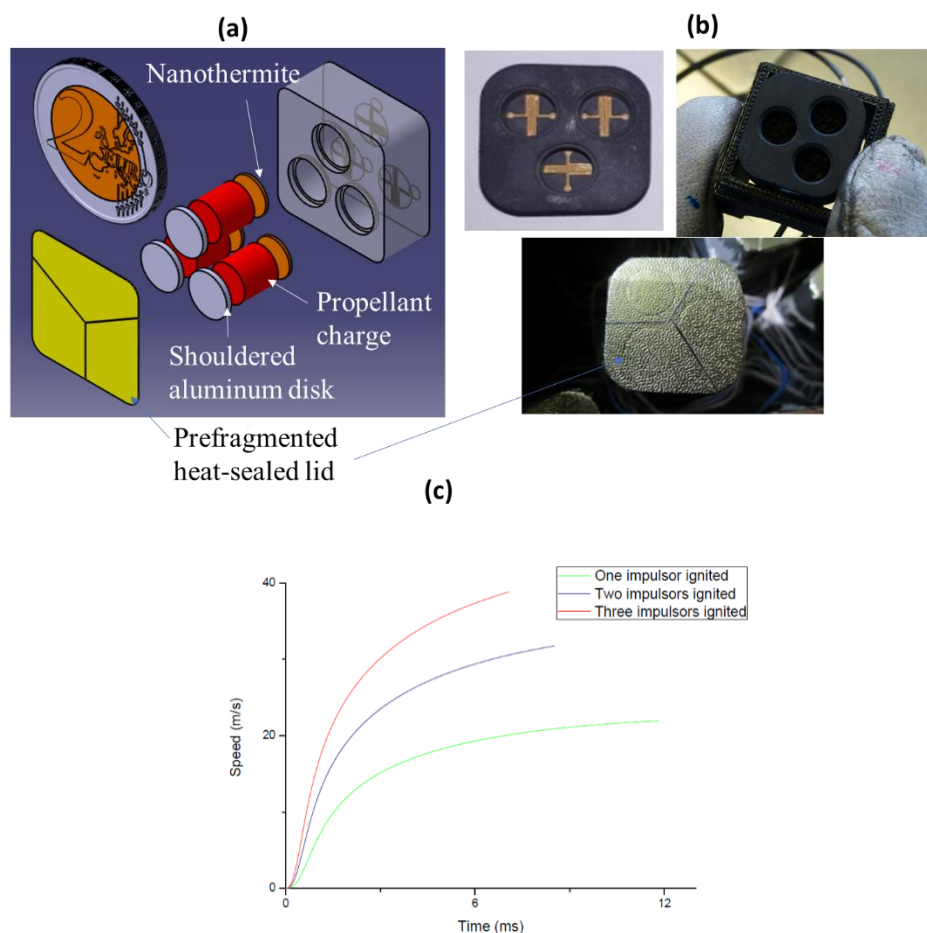 (a)
(b)
Nanothermite
2
Propellant
charge
Shouldered
aluminum disk
Prefragmented
heat-sealed lid
(c)
One impulsor ignited
Two impulsors ignited
Three impulsors ignited
40
20
0
Speed (m/s)
0
6
12
Time (ms)